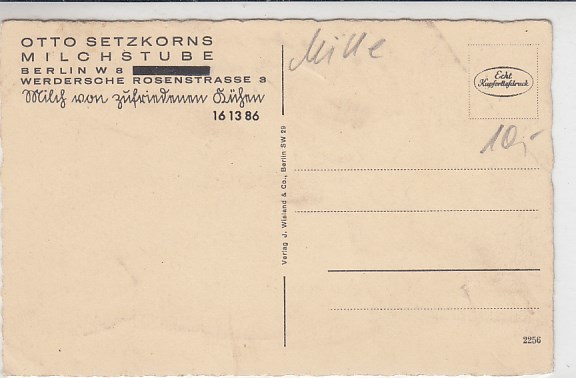 OTTO SETZKORNS
MILCHSTUBE
BERLIN W 8
WERDERSCHE ROSENSTRASSE 3
Milch von zufriedenen Kühen
16 13 86
Mitte
Echt
Kupfertiefdruck
10,-
Verlag J. Wieland & Co., Berlin SW 29
2256